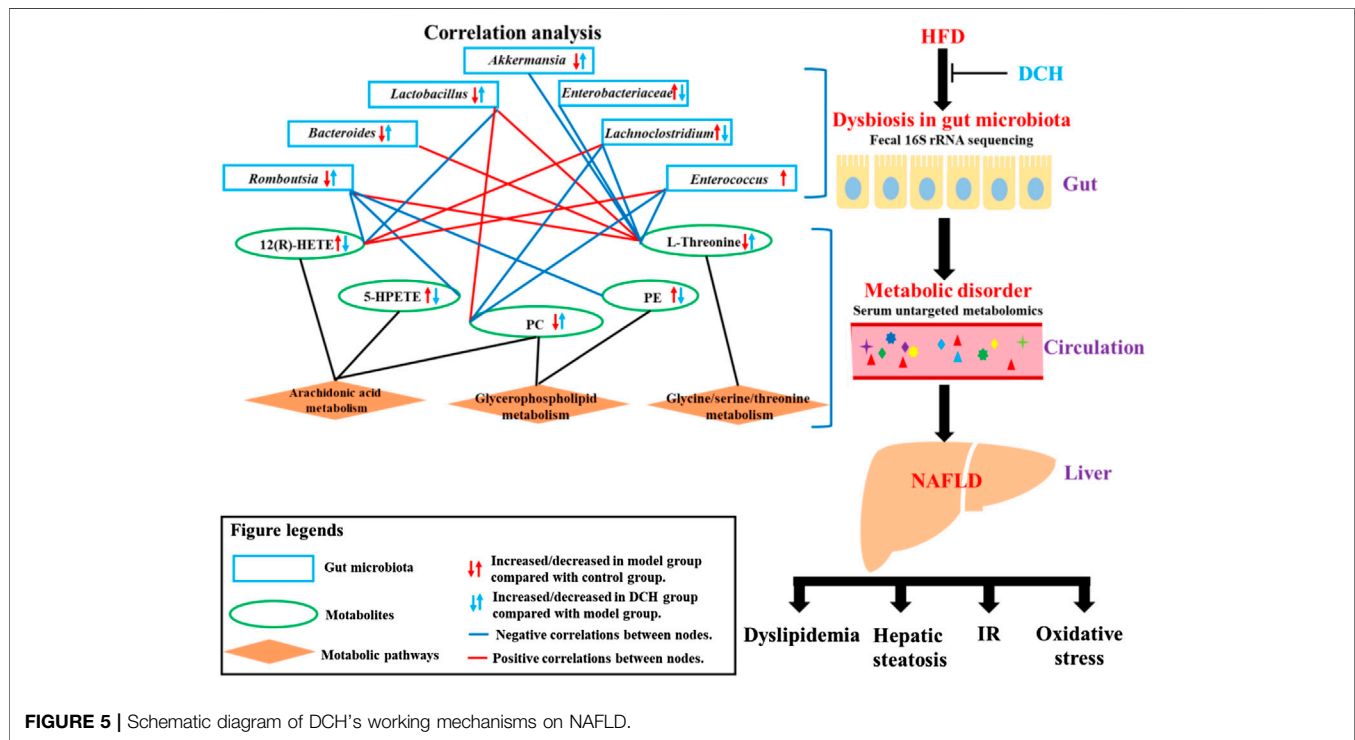 Correlation analysis
Akkermansia
Lactobacillus
Enterobacteriaceae
Bacteroides
Lachnoclostridium
Romboutsia
Enterococcus
12(R)-HETE
L-Threonine
5-HPETE
PE
PC
Arachidonic acid
metabolism
Glycerophospholipid
metabolism
Glycine/serine/threonine
metabolism
HFD
DCH
Dysbiosis in gut microbiota
Fecal 16S rRNA sequencing
Gut
Metabolic disorder
Serum untargeted metabolomics
Circulation
NAFLD
Liver
Dyslipidemia
Hepatic
steatosis
IR
Oxidative
stress
Figure legends
Gut microbiota
Motabolites
Motabolic pathways
Increased/decreased in model group
compared with control group.
Increased/decreased in DCH group
compared with model group.
Negative correlations between nodes.
Positive correlations between nodes.
FIGURE 5 | Schematic diagram of DCH's working mechanisms on NAFLD.